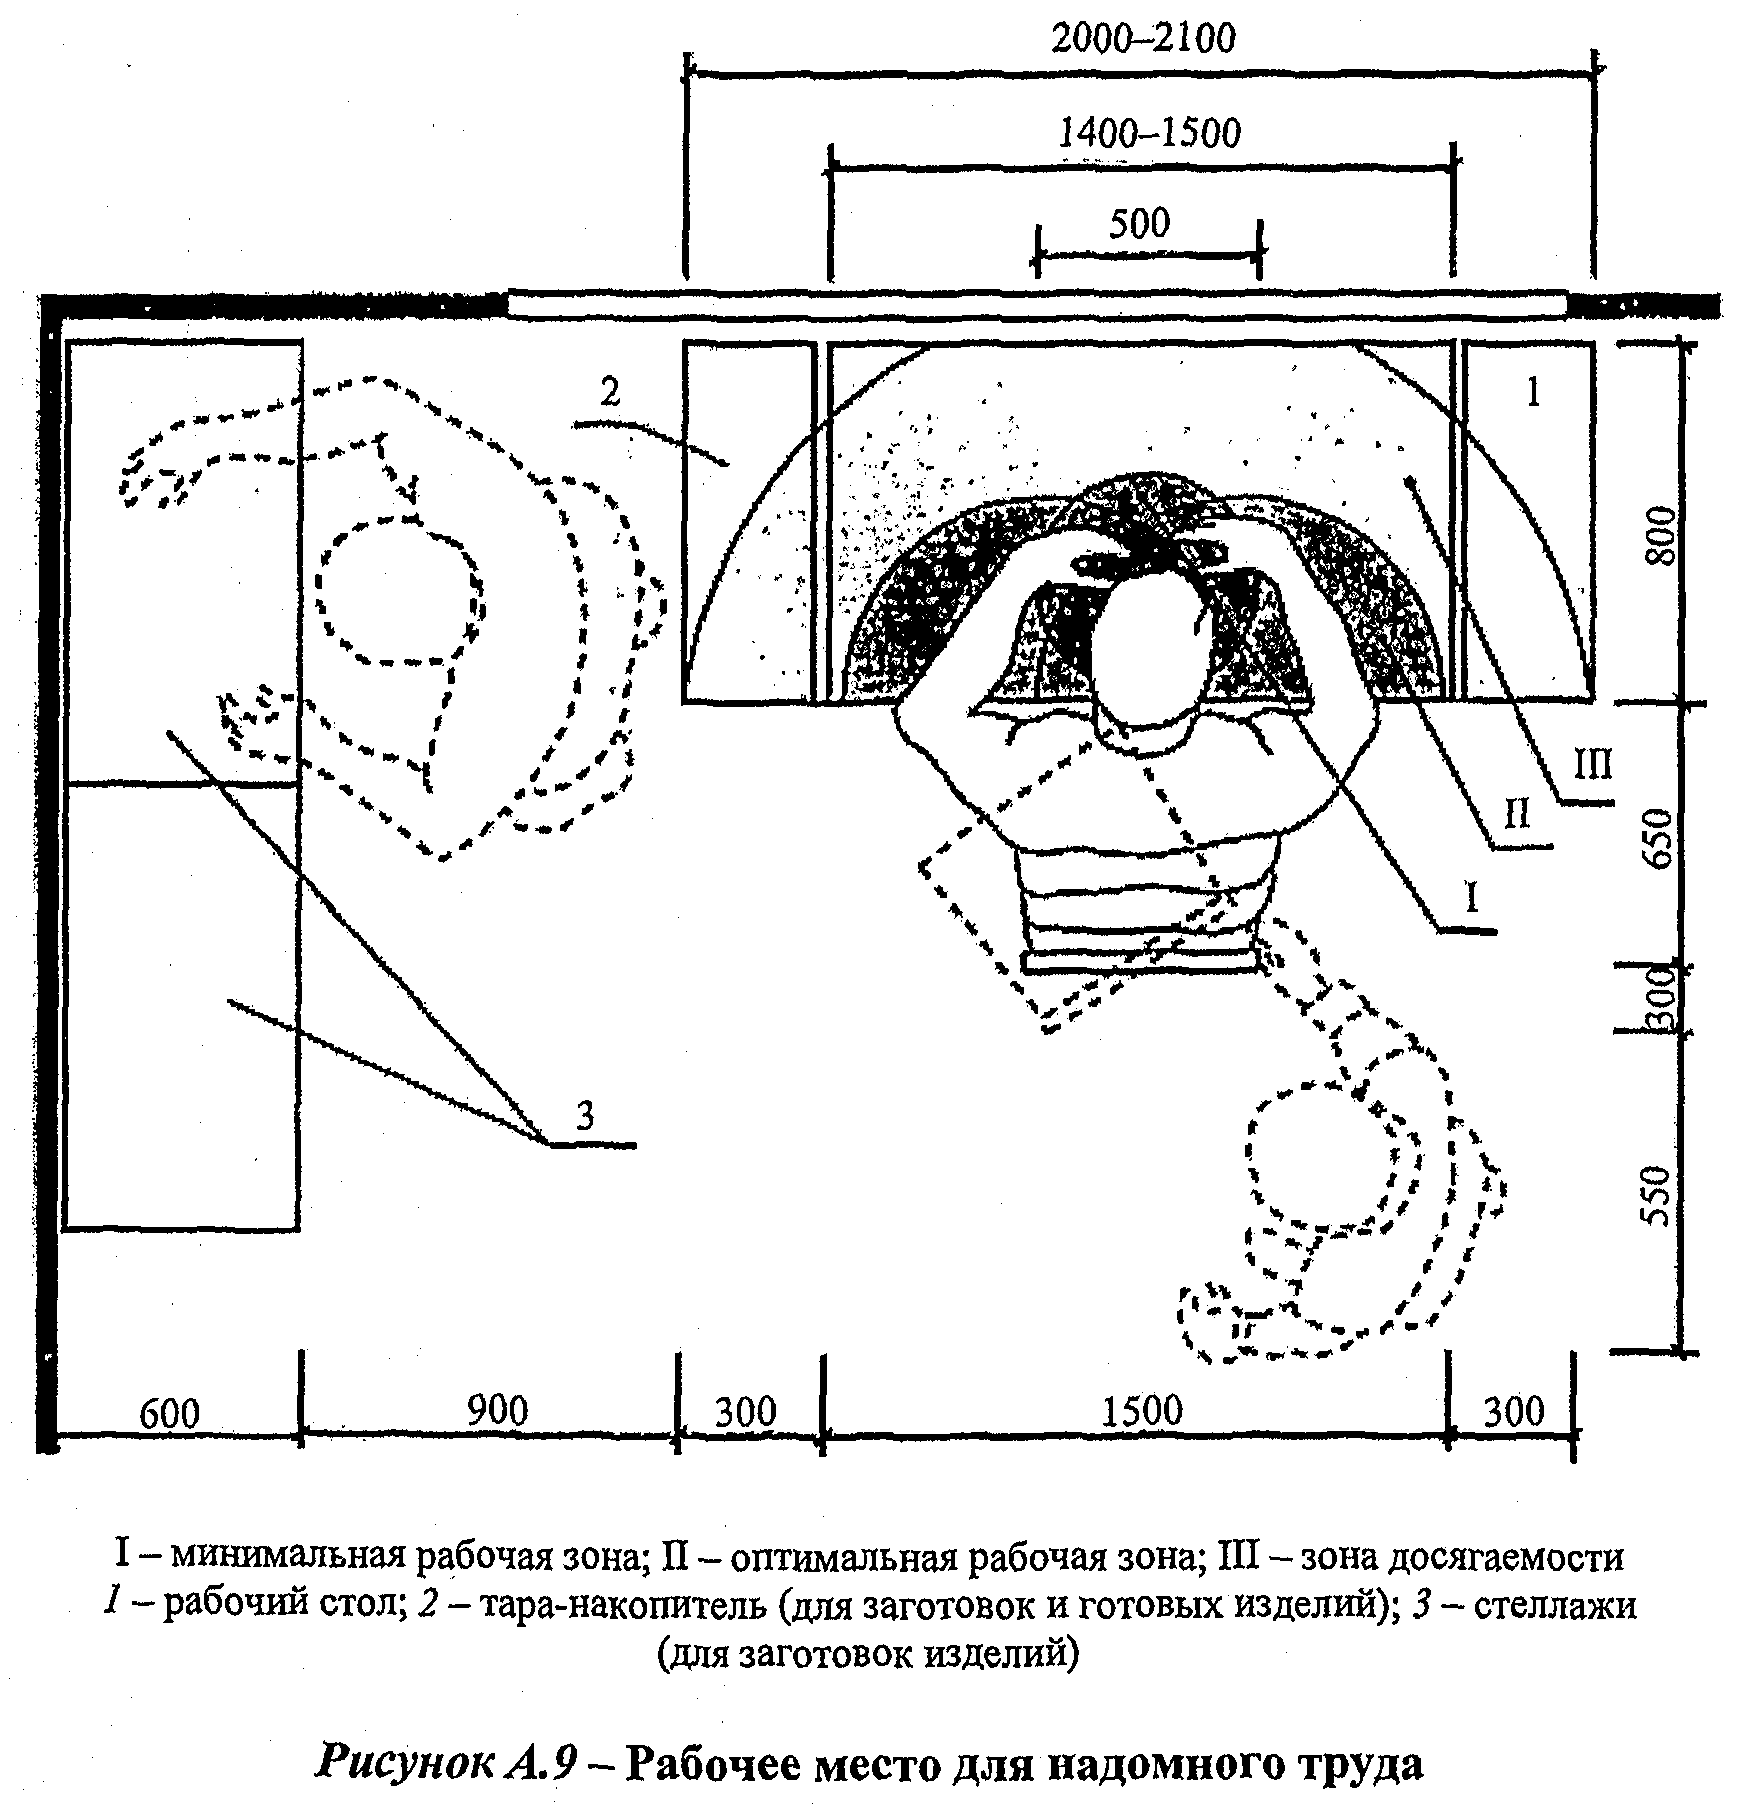 2000–2100
1400–1500
500
2
1
800
III
II
650
I
300
3
550
600
900
300
1500
300
I – минимальная рабочая зона; II – оптимальная рабочая зона; III – зона досягаемости
1 – рабочий стол; 2 – тара-накопитель (для заготовок и готовых изделий); 3 – стеллажи
(для заготовок изделий)
Рисунок А.9 – Рабочее место для надомного труда